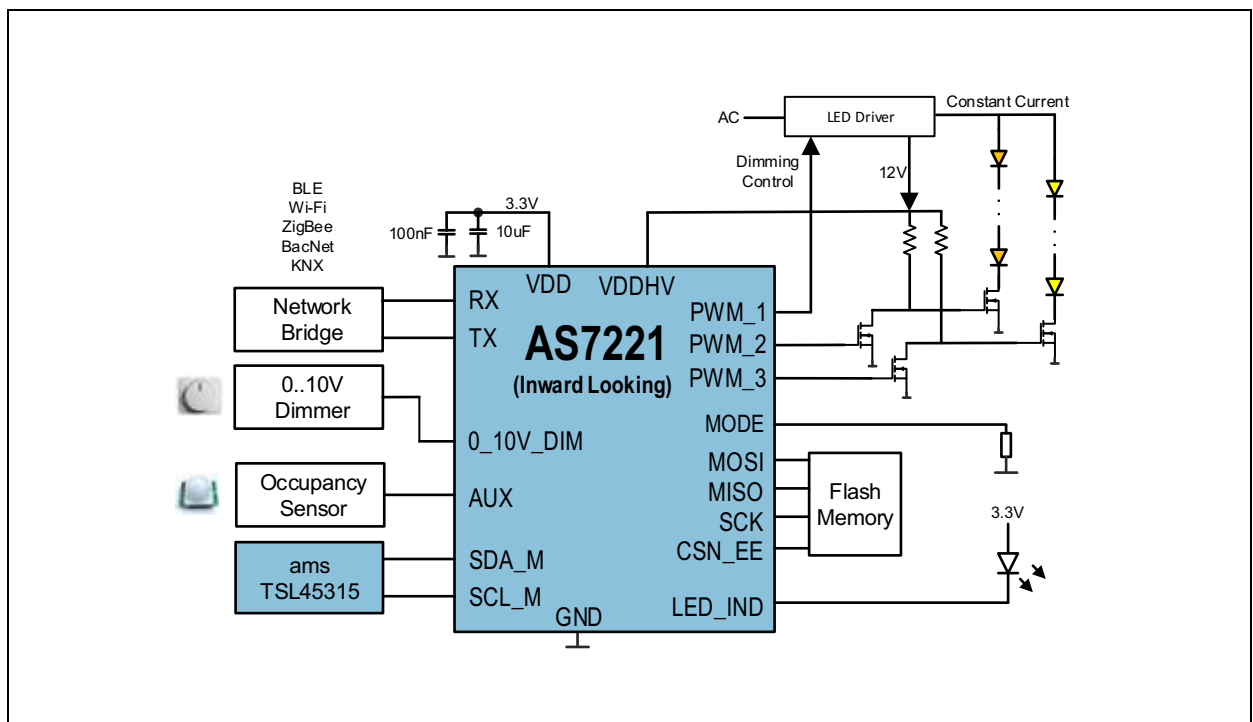 AC
LED Driver
Constant Current
Dimming
Control
12V
BLE
Wi-Fi
ZigBee
BacNet
KNX
100nF
10uF
3.3V
VDD
VDDHV
Network
Bridge
RX
TX
AS7221
(Inward Looking)
PWM_1
PWM_2
PWM_3
0..10V
Dimmer
0_10V_DIM
MODE
MOSI
MISO
SCK
CSN_EE
Flash
Memory
Occupancy
Sensor
AUX
ams
TSL45315
SDA_M
SCL_M
GND
LED_IND
3.3V